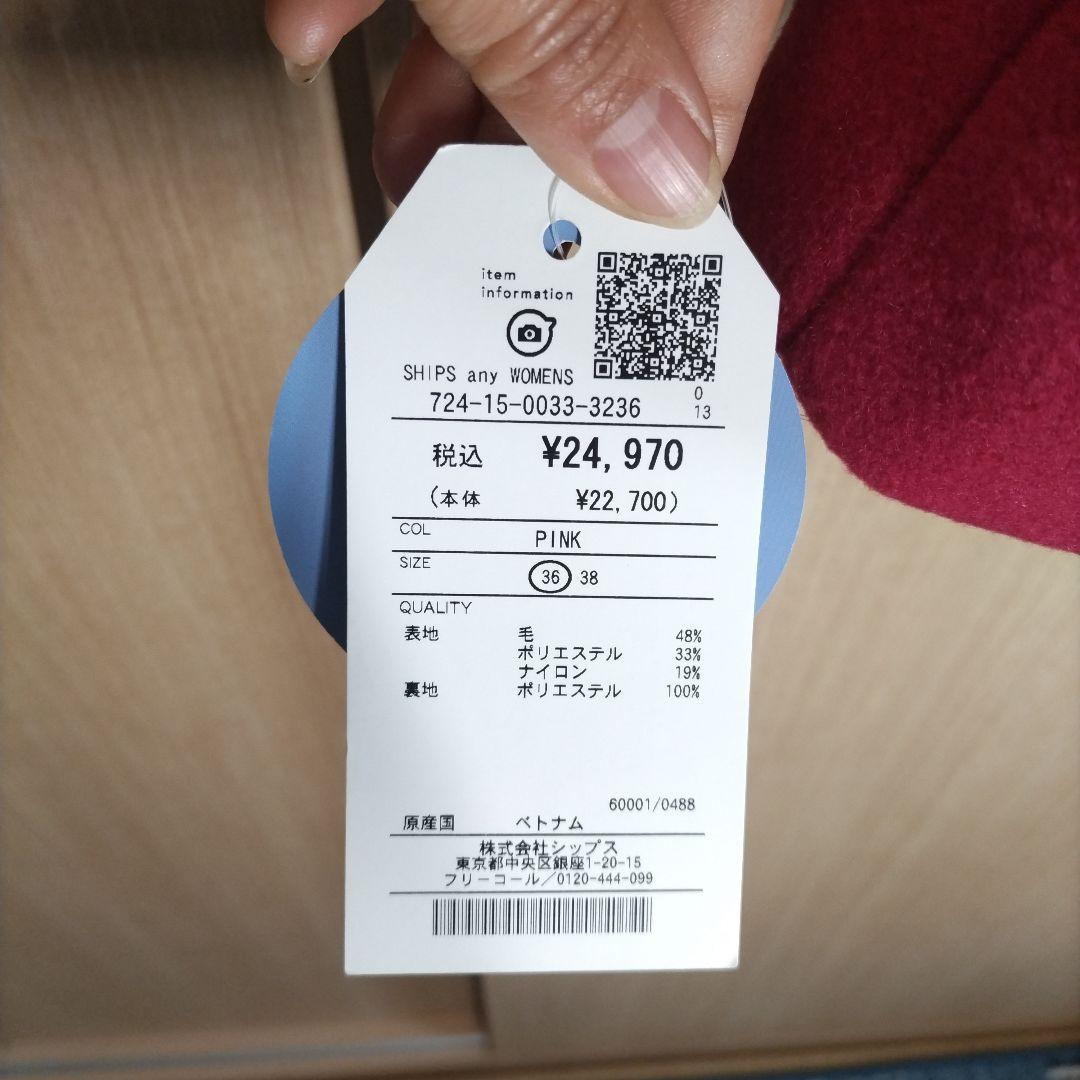 item
information
SHIPS any WOMENS
724-15-0033-3236
0
13
税込 ¥24,970
(本体 ¥22,700)
COL PINK
SIZE 36 38
QUALITY
表地 毛 48%
ポリエステル 33%
ナイロン 19%
裏地 ポリエステル 100%
60001/0488
原産国 ベトナム
株式会社シップス
東京都中央区銀座1-20-15
フリーコール/0120-444-099